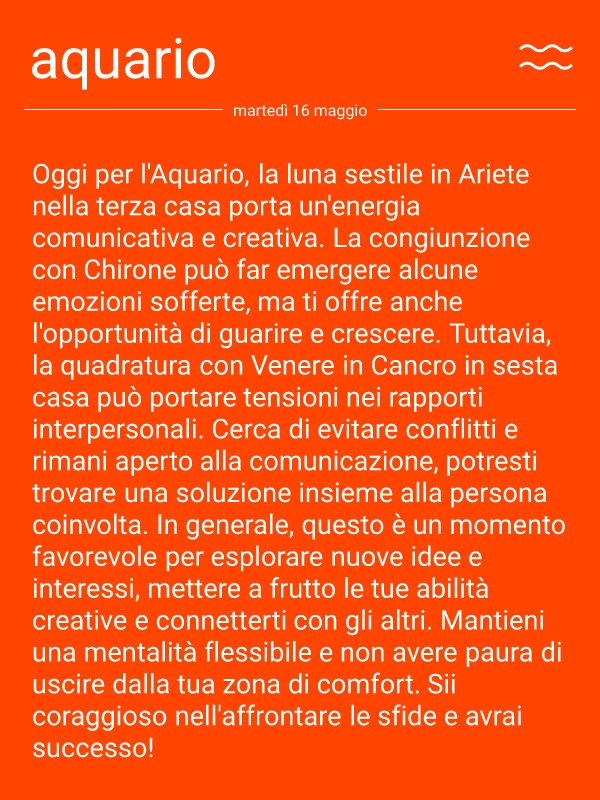 aquario
martedì 16 maggio
Oggi per l'Aquario, la luna sestile in Ariete
nella terza casa porta un'energia
comunicativa e creativa. La congiunzione
con Chirone può far emergere alcune
emozioni sofferte, ma ti offre anche
l'opportunità di guarire e crescere. Tuttavia,
la quadratura con Venere in Cancro in sesta
casa può portare tensioni nei rapporti
interpersonali. Cerca di evitare conflitti e
rimani aperto alla comunicazione, potresti
trovare una soluzione insieme alla persona
coinvolta. In generale, questo è un momento
favorevole per esplorare nuove idee e
interessi, mettere a frutto le tue abilità
creative e connetterti con gli altri. Mantieni
una mentalità flessibile e non avere paura di
uscire dalla tua zona di comfort. Sii
coraggioso nell'affrontare le sfide e avrai
successo!